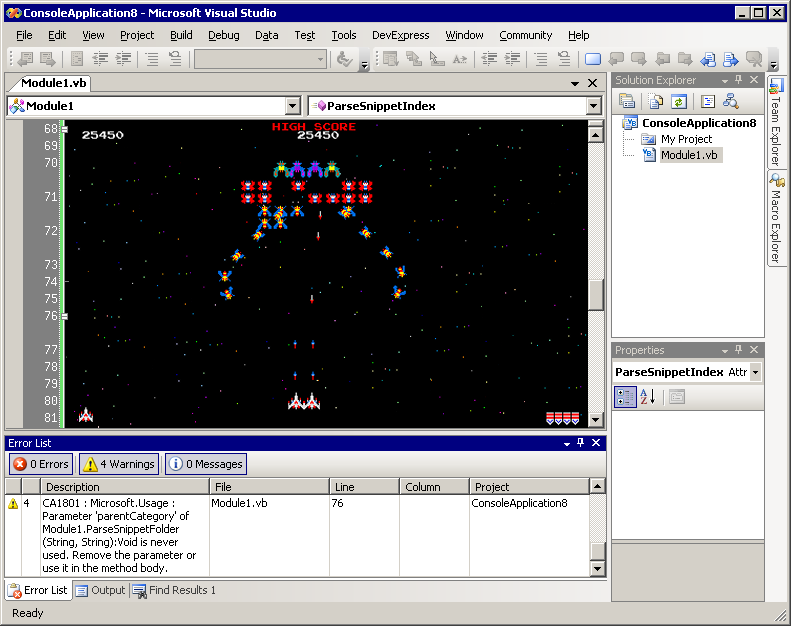 ConsoleApplication8 - Microsoft Visual Studio
File Edit View Project Build Debug Data Test Tools DevExpress Window Community Help
Module1.vb
Module1
ParseSnippetIndex
68
69
70
71
72
73
74
75
76
77
78
79
80
81
HIGH SCORE
25450
25450
Solution Explorer
ConsoleApplication8
My Project
Module1.vb
Team Explorer
Macro Explorer
Properties
ParseSnippetIndex Attr
Error List
0 Errors
4 Warnings
0 Messages
Description File Line Column Project
4 CA1801 : Microsoft.Usage : Module1.vb 76 ConsoleApplication8
Parameter 'parentCategory' of
Module1.ParseSnippetFolder
(String, String):Void is never
used. Remove the parameter or
use it in the method body.
Error List Output Find Results 1
Ready